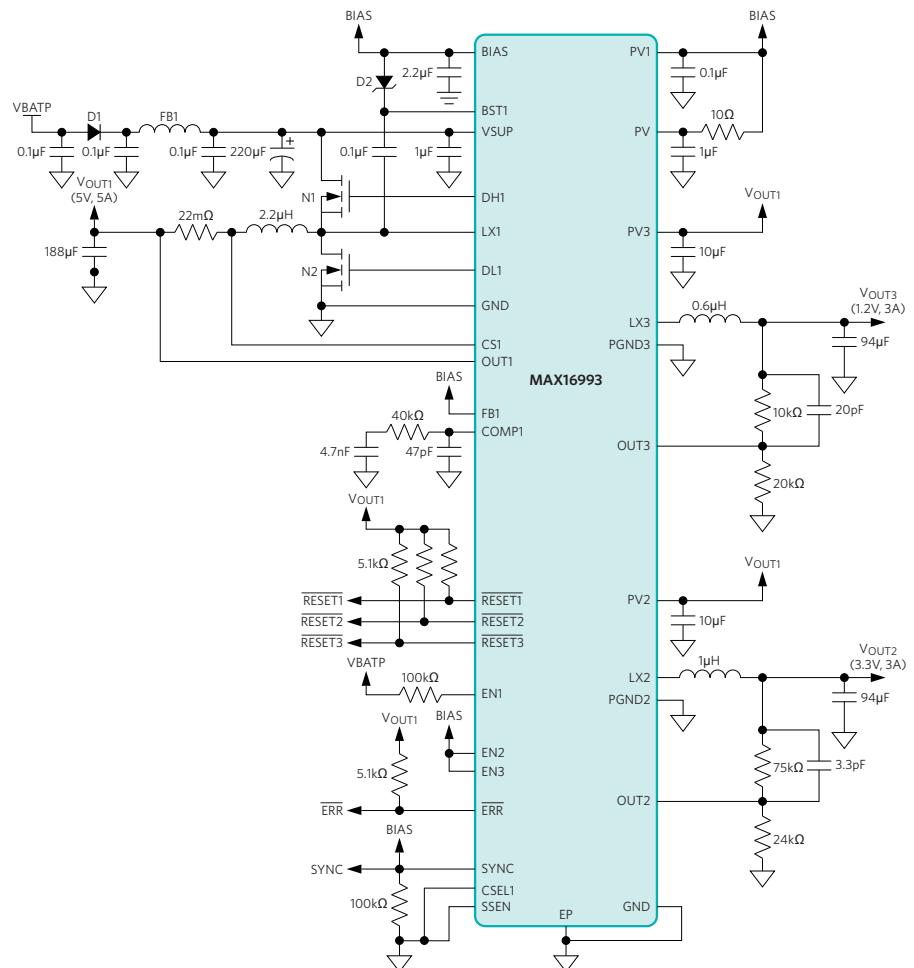 BIAS
BIAS
BIAS
PV1
2.2µF
0.1µF
D2
BST1
VBATP
D1
FB1
10Ω
VSUP
PV
0.1µF
0.1µF
0.1µF
220µF
+
0.1µF
1µF
1µF
VOUT1
(5V, 5A)
VOUT1
N1
DH1
22mΩ
2.2µH
LX1
PV3
188µF
10µF
N2
DL1
GND
0.6µH
VOUT3
(1.2V, 3A)
LX3
CS1
PGND3
94µF
OUT1
MAX16993
BIAS
FB1
10kΩ
20pF
40kΩ
COMP1
OUT3
4.7nF
47pF
20kΩ
VOUT1
5.1kΩ
VOUT1
RESET1
RESET1
PV2
RESET2
RESET2
10µF
RESET3
RESET3
VBATP
1µH
VOUT2
(3.3V, 3A)
100kΩ
EN1
LX2
PGND2
94µF
VOUT1
BIAS
EN2
5.1kΩ
EN3
75kΩ
3.3pF
OUT2
ERR
ERR
BIAS
24kΩ
SYNC
SYNC
CSEL1
100kΩ
SSEN
EP
GND